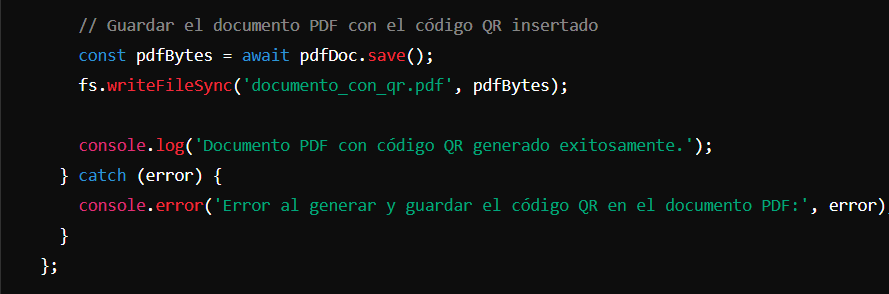 // Guardar el documento PDF con el código QR insertado
const pdfBytes = await pdfDoc.save();
fs.writeFileSync('documento_con_qr.pdf', pdfBytes);
console.log('Documento PDF con código QR generado exitosamente.');
} catch (error) {
console.error('Error al generar y guardar el código QR en el documento PDF:', error)
}
};